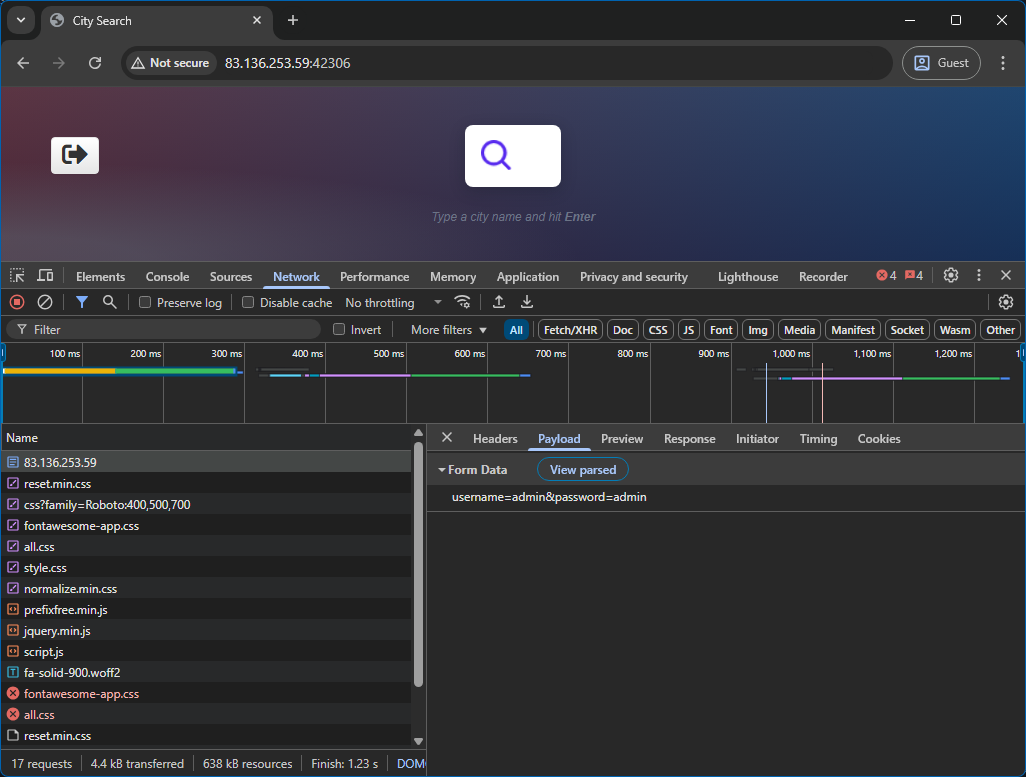 City Search
Not secure 83.136.253.59:42306 Guest
Type a city name and hit Enter
Elements Console Sources Network Performance Memory Application Privacy and security Lighthouse Recorder 4 4
Preserve log Disable cache No throttling
Filter Invert More filters All Fetch/XHR Doc CSS JS Font Img Media Manifest Socket Wasm Other
100 ms 200 ms 300 ms 400 ms 500 ms 600 ms 700 ms 800 ms 900 ms 1,000 ms 1,100 ms 1,200 ms 1
Name
Headers Payload Preview Response Initiator Timing Cookies
Form Data View parsed
username=admin&password=admin
83.136.253.59
reset.min.css
css?family=Roboto:400,500,700
fontawesome-app.css
all.css
style.css
normalize.min.css
prefixfree.min.js
jquery.min.js
script.js
fa-solid-900.woff2
fontawesome-app.css
all.css
reset.min.css
17 requests 4.4 kB transferred 638 kB resources Finish: 1.23 s DOM